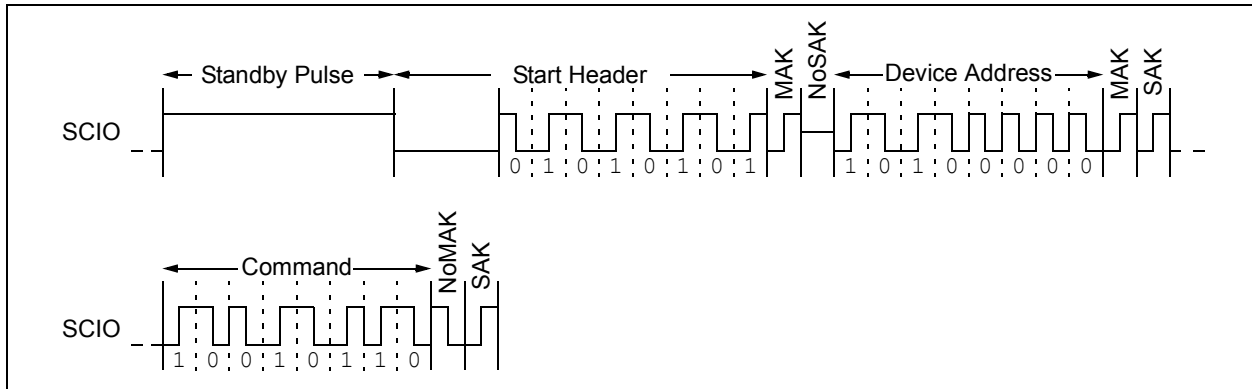 Standby Pulse
Start Header
MAK
NoSAK
Device Address
MAK
SAK
SCIO
0 1 0 1 0 1 0 1
1 0 1 0 0 0 0 0
Command
NoMAK
SAK
SCIO
1 0 0 1 0 1 1 0